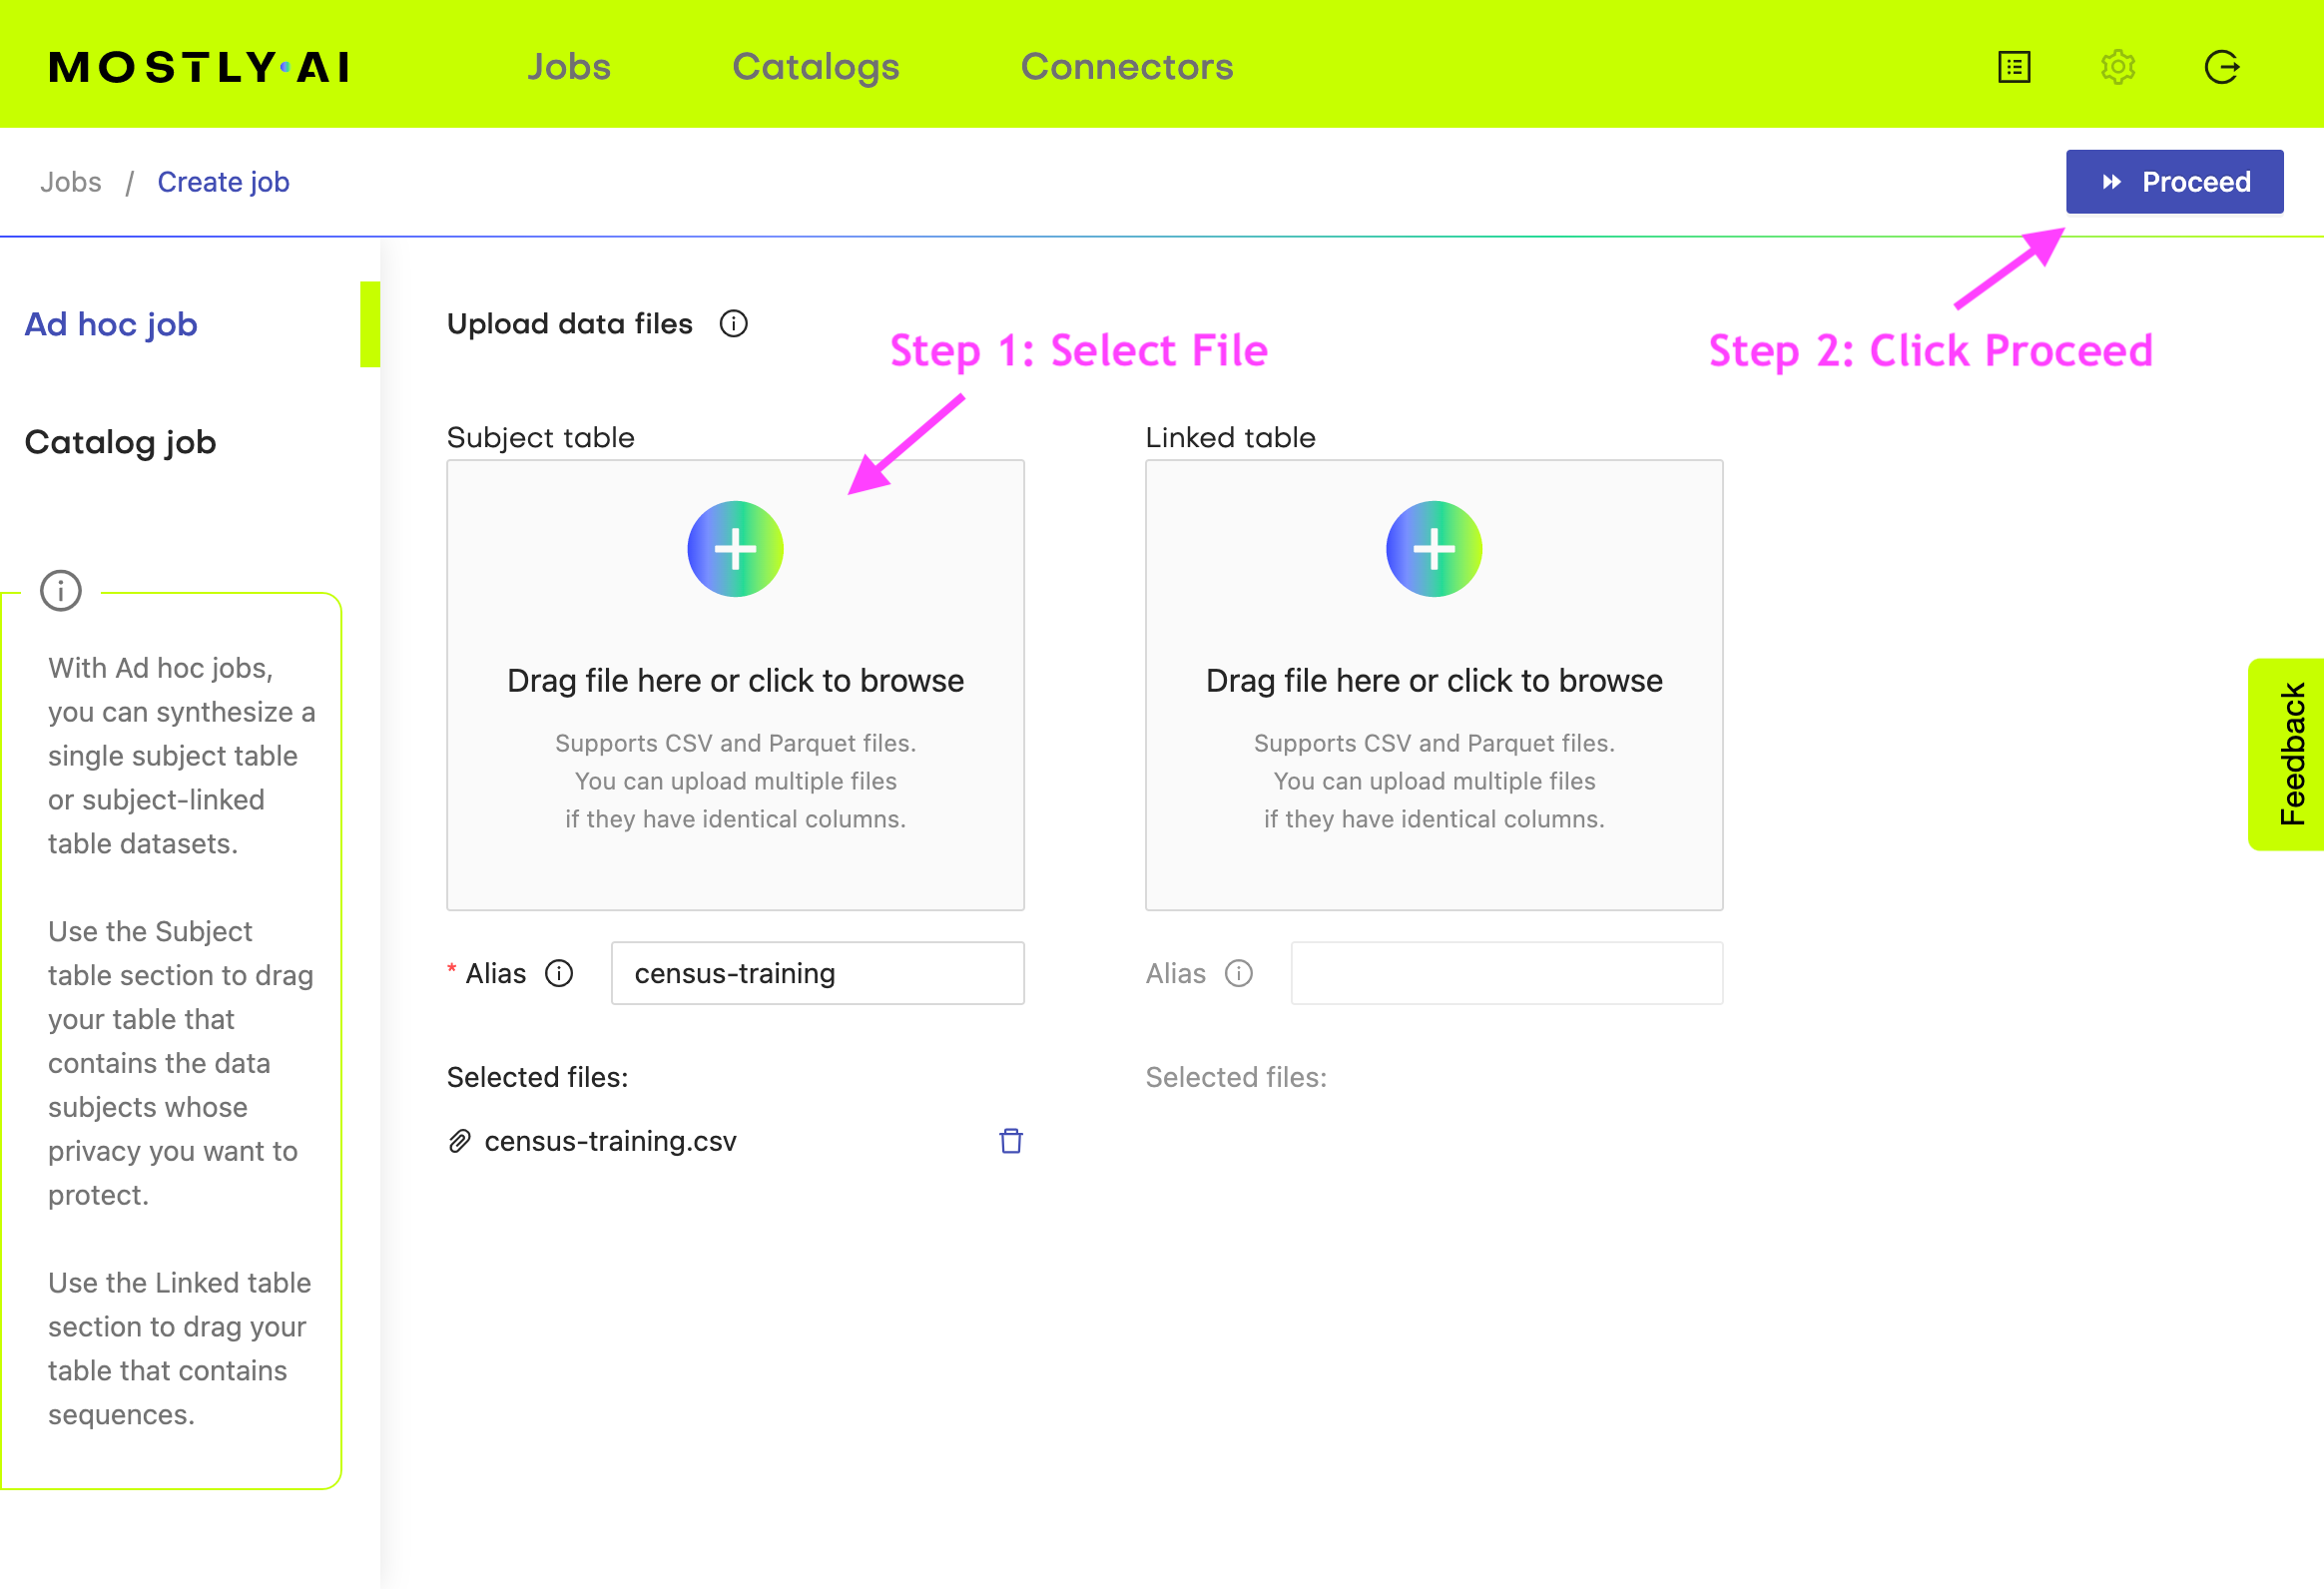 MOSTLY·AI
Jobs
Catalogs
Connectors
Jobs / Create job
Proceed
Ad hoc job
Catalog job
With Ad hoc jobs,
you can synthesize a
single subject table
or subject-linked
table datasets.
Use the Subject
table section to drag
your table that
contains the data
subjects whose
privacy you want to
protect.
Use the Linked table
section to drag your
table that contains
sequences.
Upload data files
Step 1: Select File
Step 2: Click Proceed
Subject table
Drag file here or click to browse
Supports CSV and Parquet files.
You can upload multiple files
if they have identical columns.
* Alias
census-training
Selected files:
census-training.csv
Linked table
Drag file here or click to browse
Supports CSV and Parquet files.
You can upload multiple files
if they have identical columns.
Alias
Selected files:
Feedback